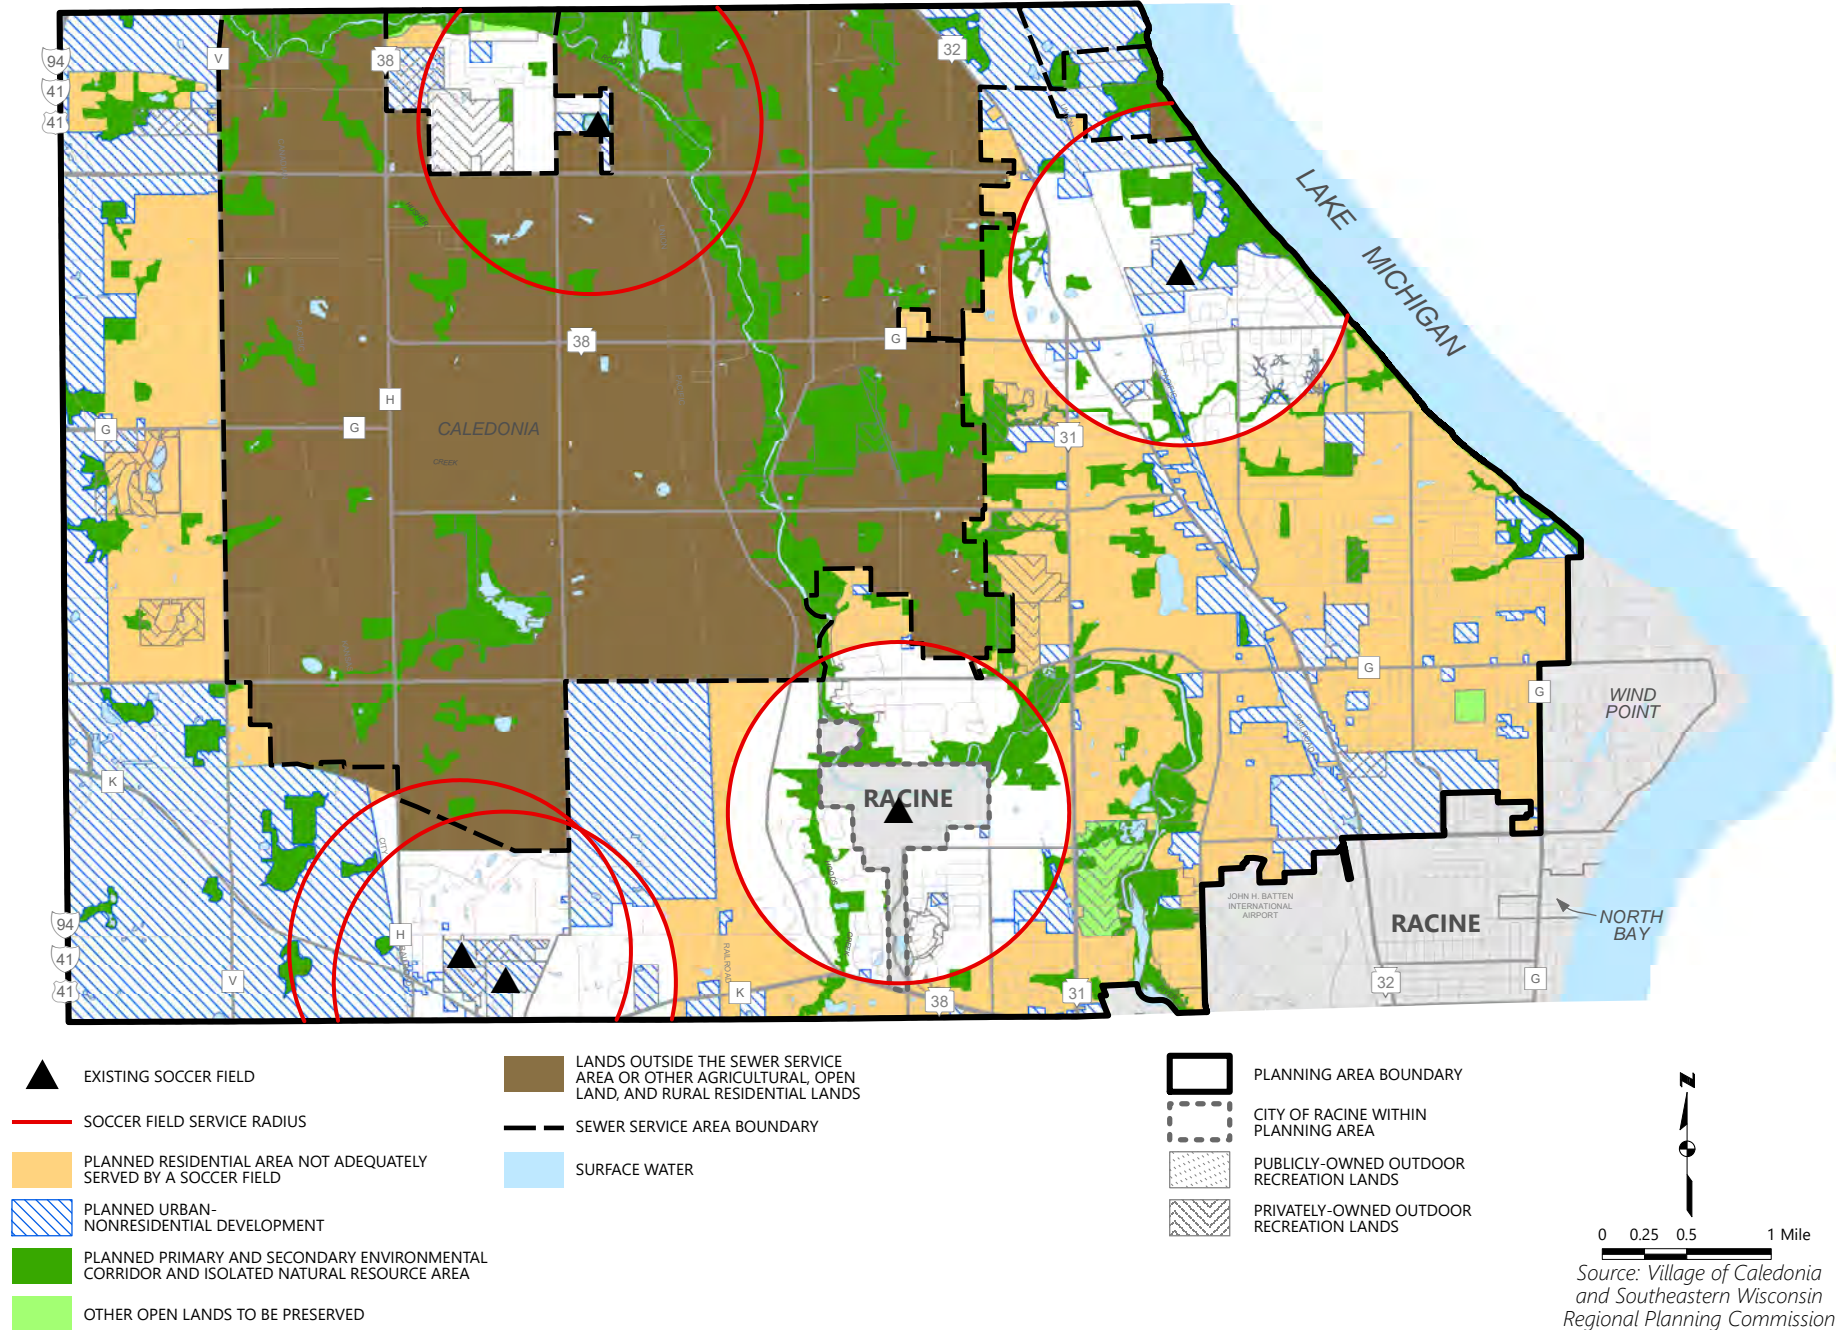 94
41
41
V
38
32
LAKE
MICHIGAN
38
G
H
G
G
CALEDONIA
CREEK
31
G
G
WIND
POINT
K
RACINE
H
94
41
41
V
RAILROAD
K
38
31
JOHN H. BATTEN
INTERNATIONAL
AIRPORT
RACINE
NORTH
BAY
32
G
EXISTING SOCCER FIELD
SOCCER FIELD SERVICE RADIUS
PLANNED RESIDENTIAL AREA NOT ADEQUATELY
SERVED BY A SOCCER FIELD
PLANNED URBAN-
NONRESIDENTIAL DEVELOPMENT
PLANNED PRIMARY AND SECONDARY ENVIRONMENTAL
CORRIDOR AND ISOLATED NATURAL RESOURCE AREA
OTHER OPEN LANDS TO BE PRESERVED
LANDS OUTSIDE THE SEWER SERVICE
AREA OR OTHER AGRICULTURAL, OPEN
LAND, AND RURAL RESIDENTIAL LANDS
SEWER SERVICE AREA BOUNDARY
SURFACE WATER
PLANNING AREA BOUNDARY
CITY OF RACINE WITHIN
PLANNING AREA
PUBLICLY-OWNED OUTDOOR
RECREATION LANDS
PRIVATELY-OWNED OUTDOOR
RECREATION LANDS
N
0 0.25 0.5 1 Mile
Source: Village of Caledonia
and Southeastern Wisconsin
Regional Planning Commission